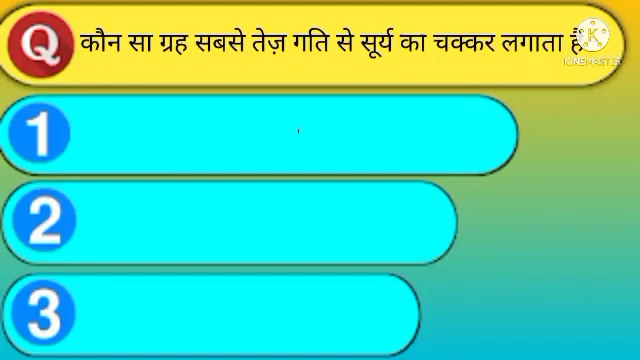 Q कौन सा ग्रह सबसे तेज़ गति से सूर्य का चक्कर लगाता है
K
KINEMASTER
1
2
3